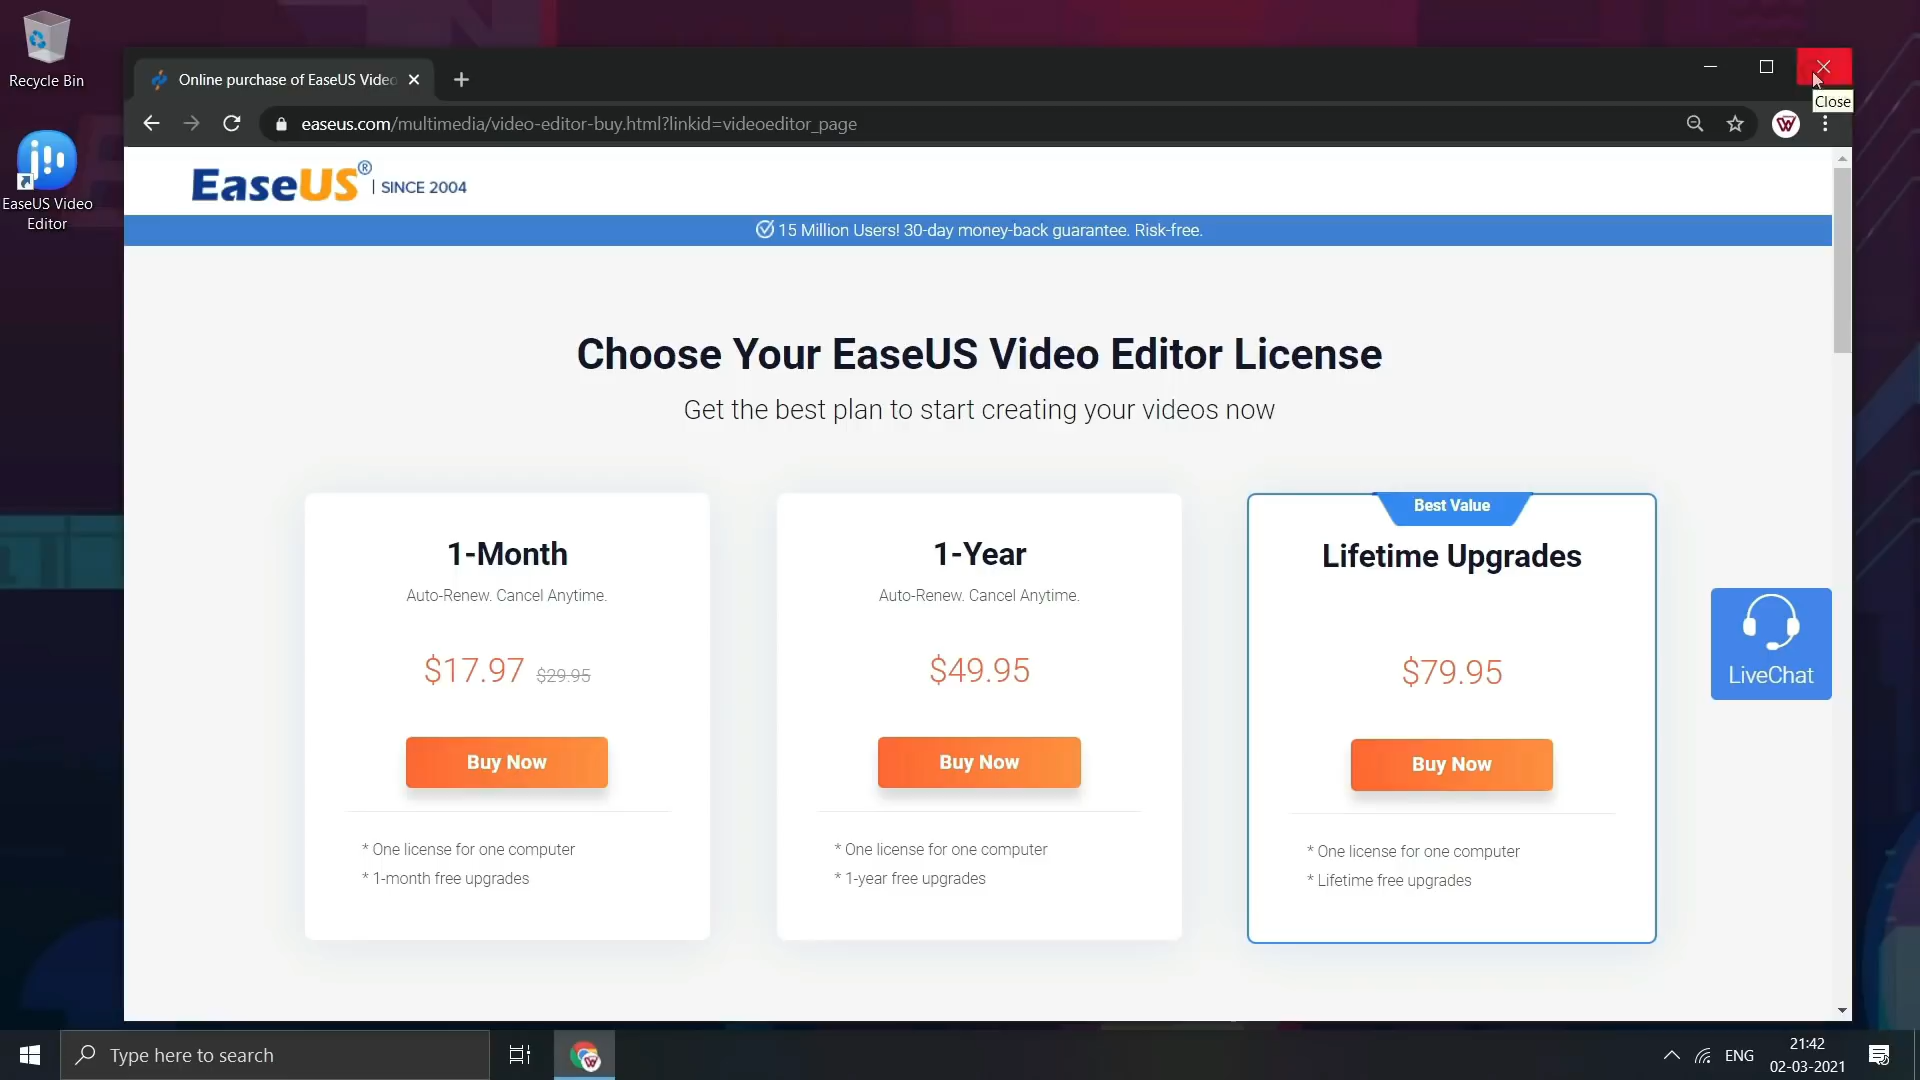 Recycle Bin
EaseUS Video
Editor
Online purchase of EaseUS Video
Close
easeus.com/multimedia/video-editor-buy.html?linkid=videoeditor_page
EaseUS® | SINCE 2004
15 Million Users! 30-day money-back guarantee. Risk-free.
Choose Your EaseUS Video Editor License
Get the best plan to start creating your videos now
1-Month
Auto-Renew. Cancel Anytime.
$17.97 $29.95
Buy Now
* One license for one computer
* 1-month free upgrades
1-Year
Auto-Renew. Cancel Anytime.
$49.95
Buy Now
* One license for one computer
* 1-year free upgrades
Best Value
Lifetime Upgrades
$79.95
Buy Now
* One license for one computer
* Lifetime free upgrades
LiveChat
Type here to search
ENG
21:42
02-03-2021